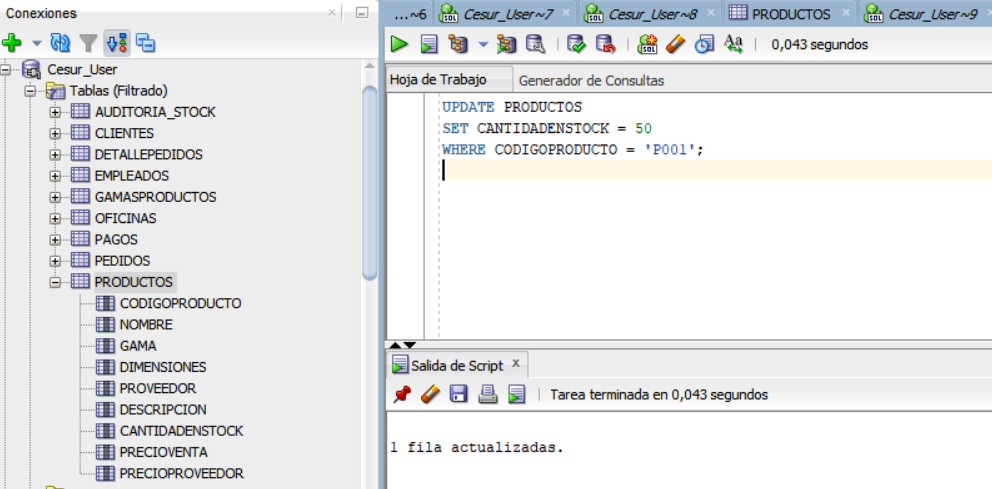 Conexiones
Cesur_User
Tablas (Filtrado)
AUDITORIA_STOCK
CLIENTES
DETALLEPEDIDOS
EMPLEADOS
GAMASPRODUCTOS
OFICINAS
PAGOS
PEDIDOS
PRODUCTOS
CODIGOPRODUCTO
NOMBRE
GAMA
DIMENSIONES
PROVEEDOR
DESCRIPCION
CANTIDADENSTOCK
PRECIOVENTA
PRECIOPROVEEDOR
...~6 Cesur_User~7 Cesur_User~8 PRODUCTOS Cesur_User~9
0,043 segundos
Hoja de Trabajo Generador de Consultas
UPDATE PRODUCTOS
SET CANTIDADENSTOCK = 50
WHERE CODIGOPRODUCTO = 'P001';
Salida de Script
Tarea terminada en 0,043 segundos
1 fila actualizadas.